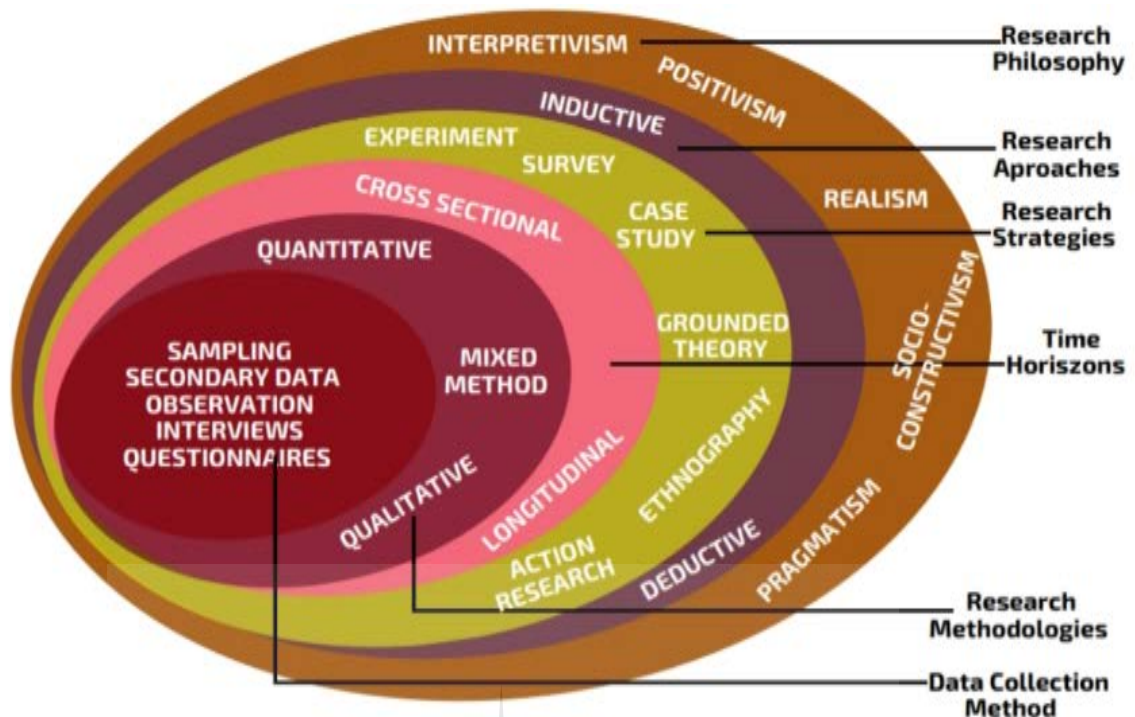 INTERPRETIVISM
POSITIVISM
REALISM
SOCIO-
CONSTRUCTIVISM
PRAGMATISM
INDUCTIVE
DEDUCTIVE
EXPERIMENT
SURVEY
CASE
STUDY
GROUNDED
THEORY
ETHNOGRAPHY
ACTION
RESEARCH
CROSS SECTIONAL
LONGITUDINAL
QUANTITATIVE
MIXED
METHOD
QUALITATIVE
SAMPLING
SECONDARY DATA
OBSERVATION
INTERVIEWS
QUESTIONNAIRES
Research
Philosophy
Research
Aproaches
Research
Strategies
Time
Horiszons
Research
Methodologies
Data Collection
Method